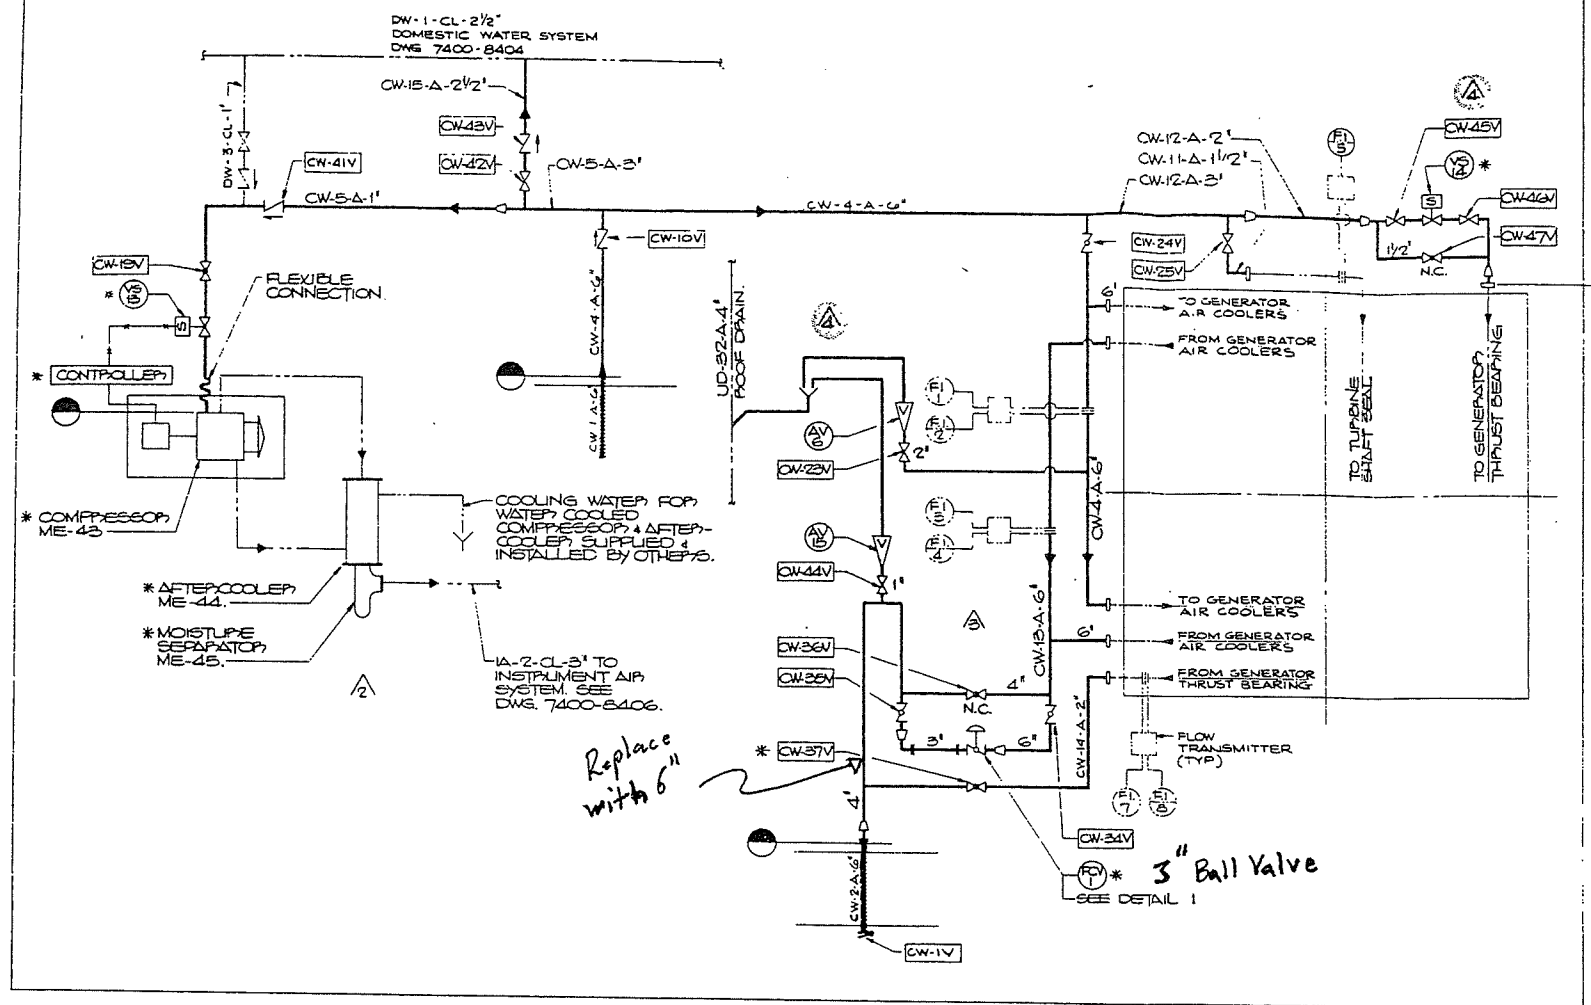 DW-1-CL-2½"
DOMESTIC WATER SYSTEM
DWG 7400-8404
CW-15-A-2½"
DW-3-CL-1"
CW-43V
CW-42V
CW-41V
CW-5-A-1"
CW-5-A-3"
CW-4-A-6"
CW-12-A-2"
CW-11-A-1½"
CW-12-A-3"
FI
5
4
CW-45V
VS
14
*
S
CW-46V
CW-47V
1½"
N.C.
CW-10V
CW-24V
CW-25V
CW-19V
*
VS
13
S
FLEXIBLE
CONNECTION
* CONTROLLER
CW-4-A-6"
CW-1-A-6"
UD-32-A-4"
ROOF DRAIN.
4
6"
TO GENERATOR
AIR COOLERS
FROM GENERATOR
AIR COOLERS
TO TURBINE
SHAFT SEAL
TO GENERATOR
THRUST BEARING
FI
1
FI
2
AV
6
CW-23V
2"
CW-4-A-6"
FI
3
FI
4
AV
15
CW-44V
1"
* COMPRESSOR
ME-43
COOLING WATER FOR
WATER COOLED
COMPRESSOR & AFTER-
COOLER SUPPLIED &
INSTALLED BY OTHERS.
* AFTERCOOLER
ME-44.
* MOISTURE
SEPARATOR
ME-45.
2
IA-2-CL-3" TO
INSTRUMENT AIR
SYSTEM. SEE
DWG. 7400-8406.
3
CW-13-A-6"
TO GENERATOR
AIR COOLERS
6"
FROM GENERATOR
AIR COOLERS
FROM GENERATOR
THRUST BEARING
CW-36V
CW-35V
4"
N.C.
3"
6"
CW-14-A-2"
FLOW
TRANSMITTER
(TYP)
FI
7
FI
8
Replace
with 6"
* CW-37V
4"
CW-34V
FCV
1
*
3" Ball Valve
SEE DETAIL 1
CW-2-A-6"
CW-1V